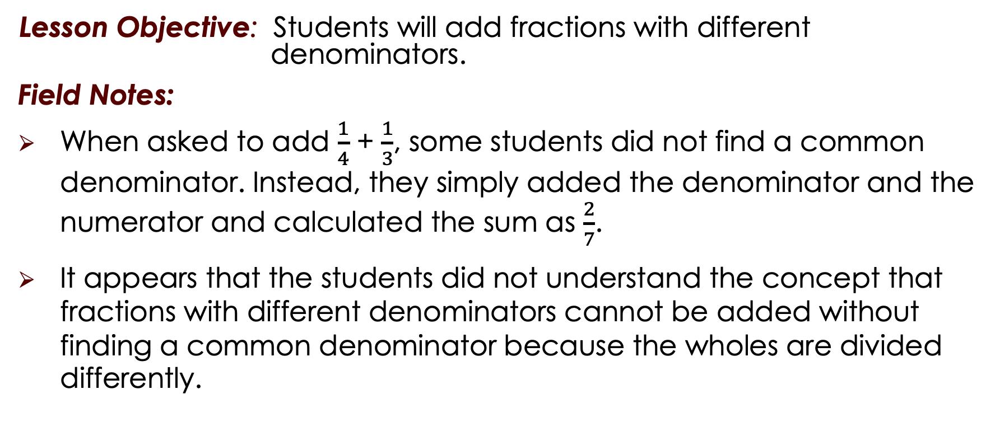 Lesson Objective: Students will add fractions with different
denominators.
Field Notes:
➢ When asked to add 1/4 + 1/3, some students did not find a common
denominator. Instead, they simply added the denominator and the
numerator and calculated the sum as 2/7.
➢ It appears that the students did not understand the concept that
fractions with different denominators cannot be added without
finding a common denominator because the wholes are divided
differently.